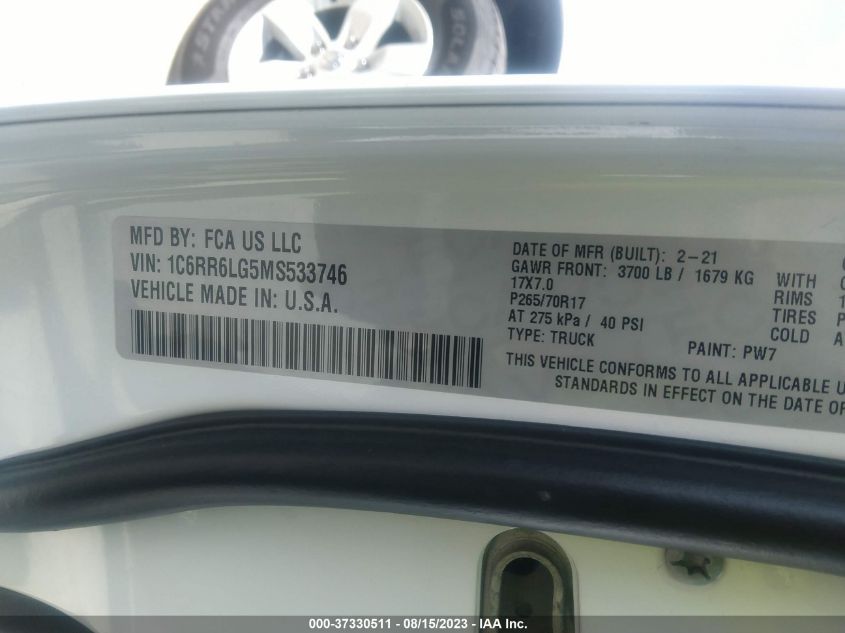 MFD BY: FCA US LLC
VIN: 1C6RR6LG5MS533746
VEHICLE MADE IN: U.S.A.
DATE OF MFR (BUILT): 2-21
GAWR FRONT: 3700 LB / 1679 KG WITH
17X7.0 RIMS
P265/70R17 TIRES
AT 275 kPa / 40 PSI COLD
TYPE: TRUCK
PAINT: PW7
THIS VEHICLE CONFORMS TO ALL APPLICABLE
STANDARDS IN EFFECT ON THE DATE OF
000-37330511 - 08/15/2023 - IAA Inc.